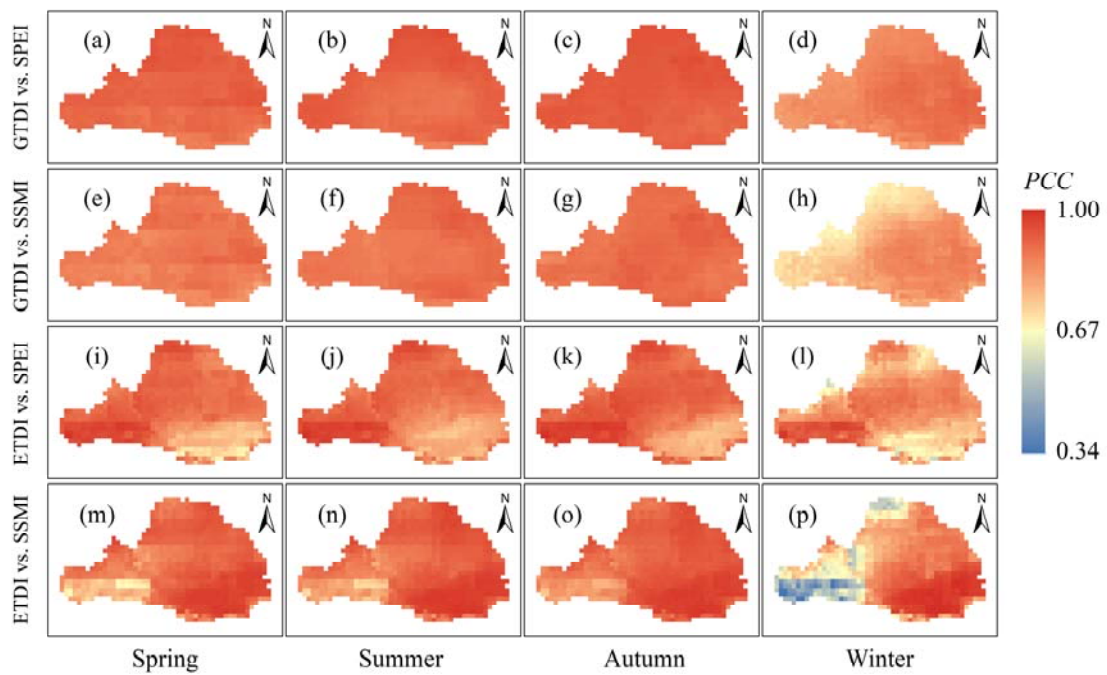 GTDI vs. SPEI
(a) N
(b) N
(c) N
(d) N
GTDI vs. SSMI
(e) N
(f) N
(g) N
(h) N
ETDI vs. SPEI
(i) N
(j) N
(k) N
(l) N
ETDI vs. SSMI
(m) N
(n) N
(o) N
(p) N
Spring
Summer
Autumn
Winter
PCC
1.00
0.67
0.34